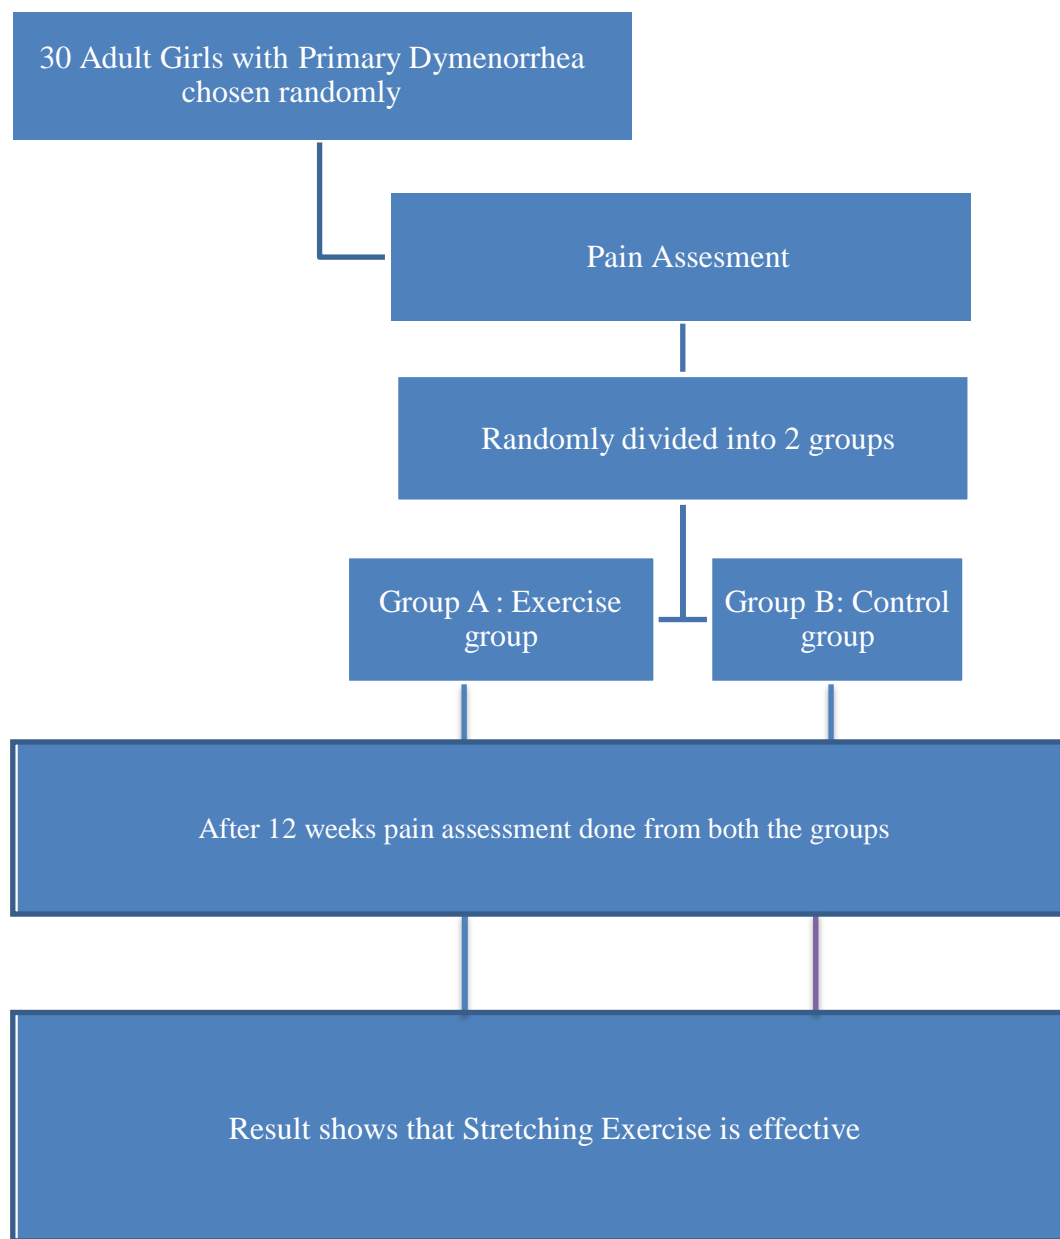 30 Adult Girls with Primary Dymenorrhea
chosen randomly
Pain Assesment
Randomly divided into 2 groups
Group A : Exercise
group
Group B: Control
group
After 12 weeks pain assessment done from both the groups
Result shows that Stretching Exercise is effective